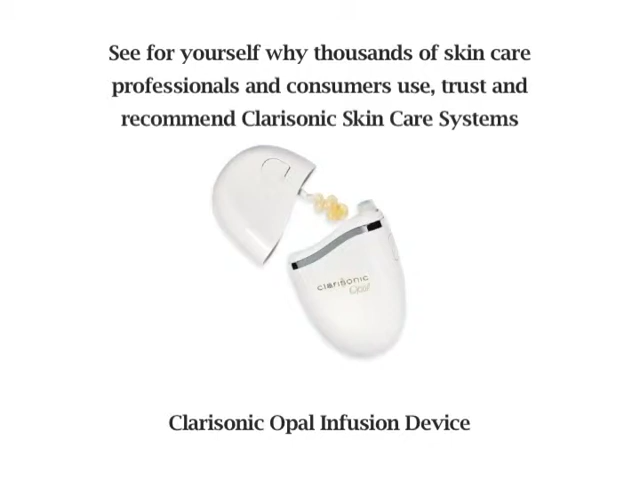 See for yourself why thousands of skin care
professionals and consumers use, trust and
recommend Clarisonic Skin Care Systems
clarisonic
Opal
Clarisonic Opal Infusion Device